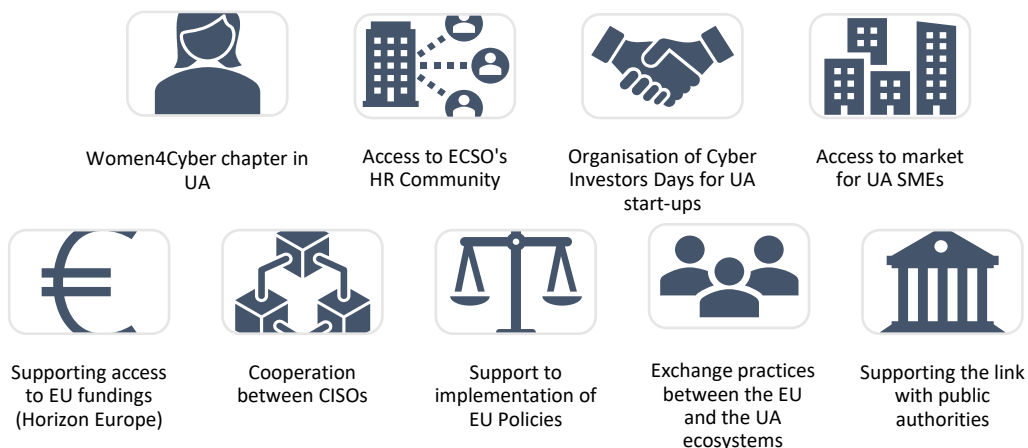 Women4Cyber chapter in
UA
Access to ECSO's
HR Community
Organisation of Cyber
Investors Days for UA
start-ups
Access to market
for UA SMEs
Supporting access
to EU fundings
(Horizon Europe)
Cooperation
between CISOs
Support to
implementation of
EU Policies
Exchange practices
between the EU
and the UA
ecosystems
Supporting the link
with public
authorities